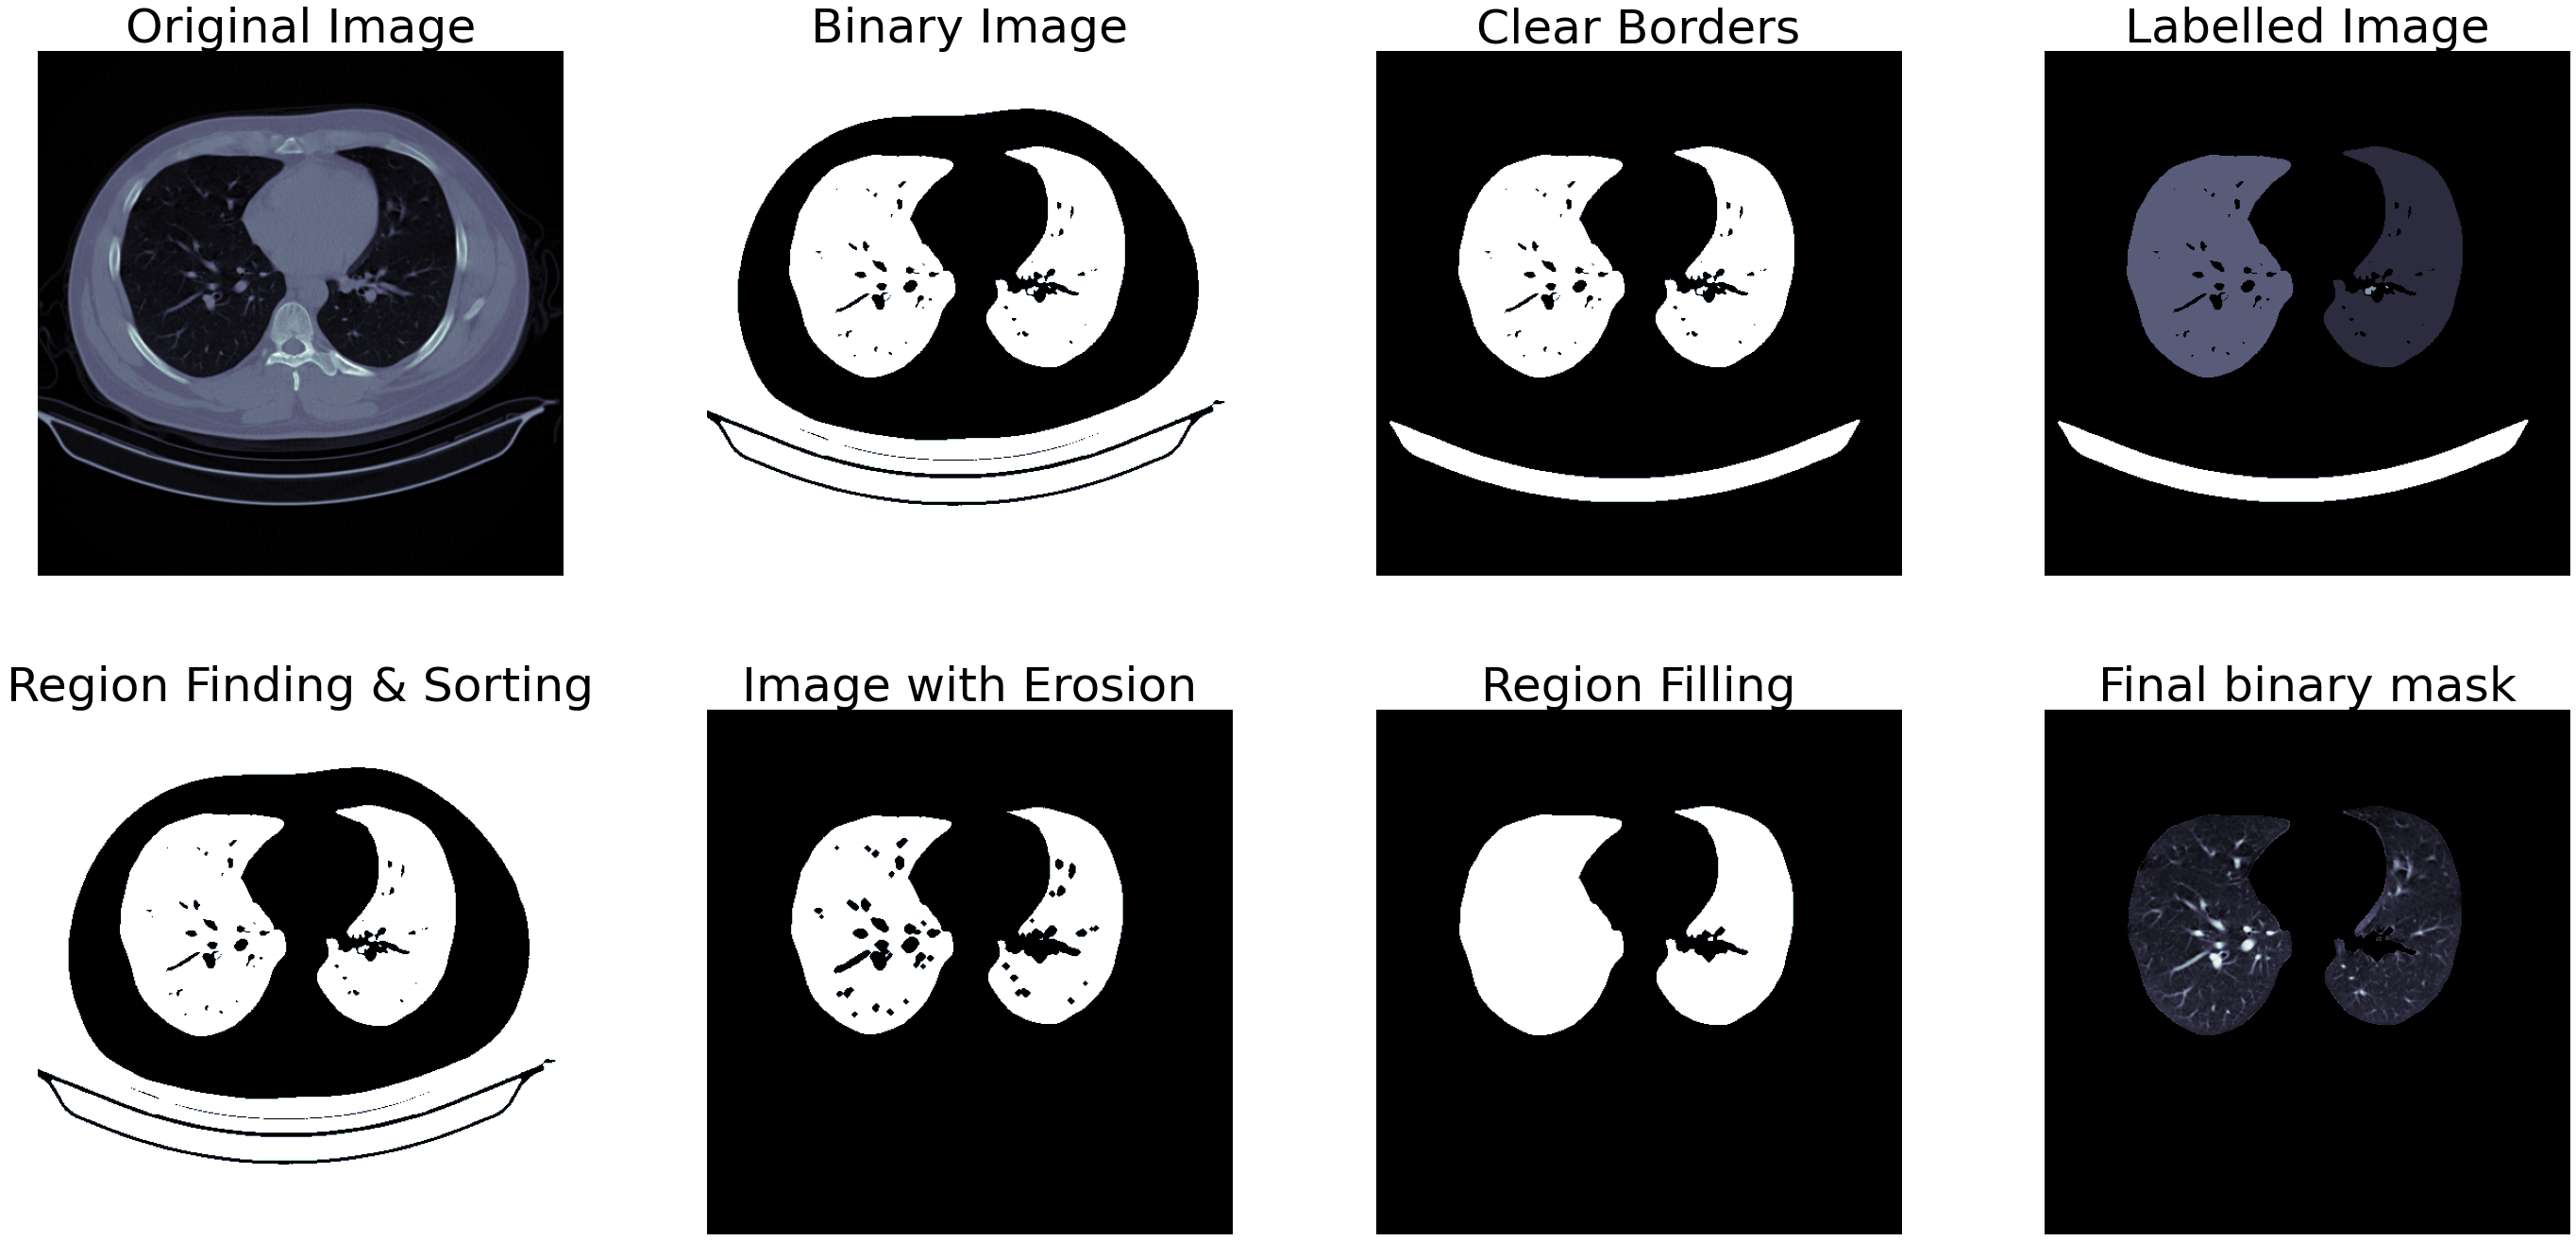 Original Image
Binary Image
Clear Borders
Labelled Image
Region Finding & Sorting
Image with Erosion
Region Filling
Final binary mask